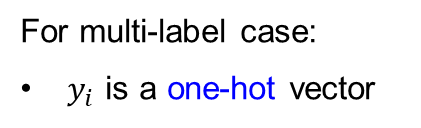 For multi-label case:
• yᵢ is a one-hot vector